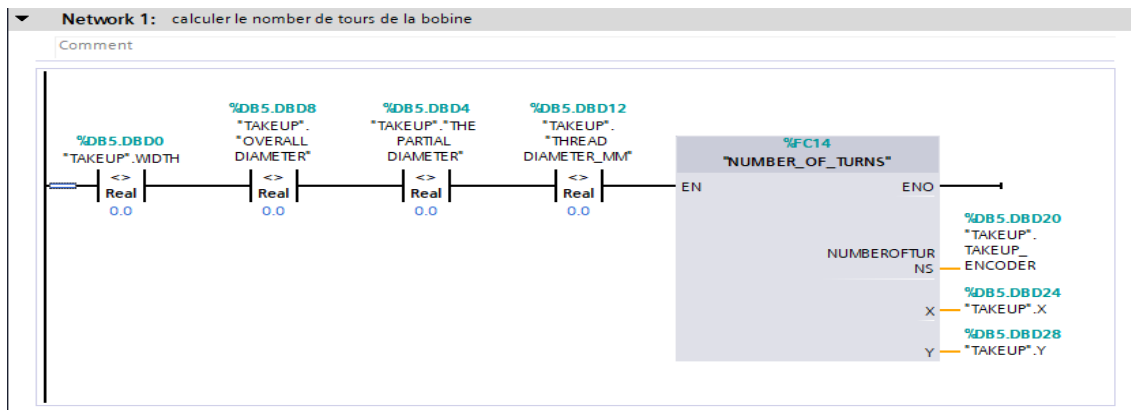 Network 1: calculer le nomber de tours de la bobine
Comment
%DB5.DBD0
"TAKEUP".WIDTH
<>
Real
0.0
%DB5.DBD8
"TAKEUP".
"OVERALL
DIAMETER"
<>
Real
0.0
%DB5.DBD4
"TAKEUP"."THE
PARTIAL
DIAMETER"
<>
Real
0.0
%DB5.DBD12
"TAKEUP".
"THREAD
DIAMETER_MM"
<>
Real
0.0
%FC14
"NUMBER_OF_TURNS"
EN
ENO
NUMBEROFTUR
NS
%DB5.DBD20
"TAKEUP".
TAKEUP_
ENCODER
X
%DB5.DBD24
"TAKEUP".X
Y
%DB5.DBD28
"TAKEUP".Y